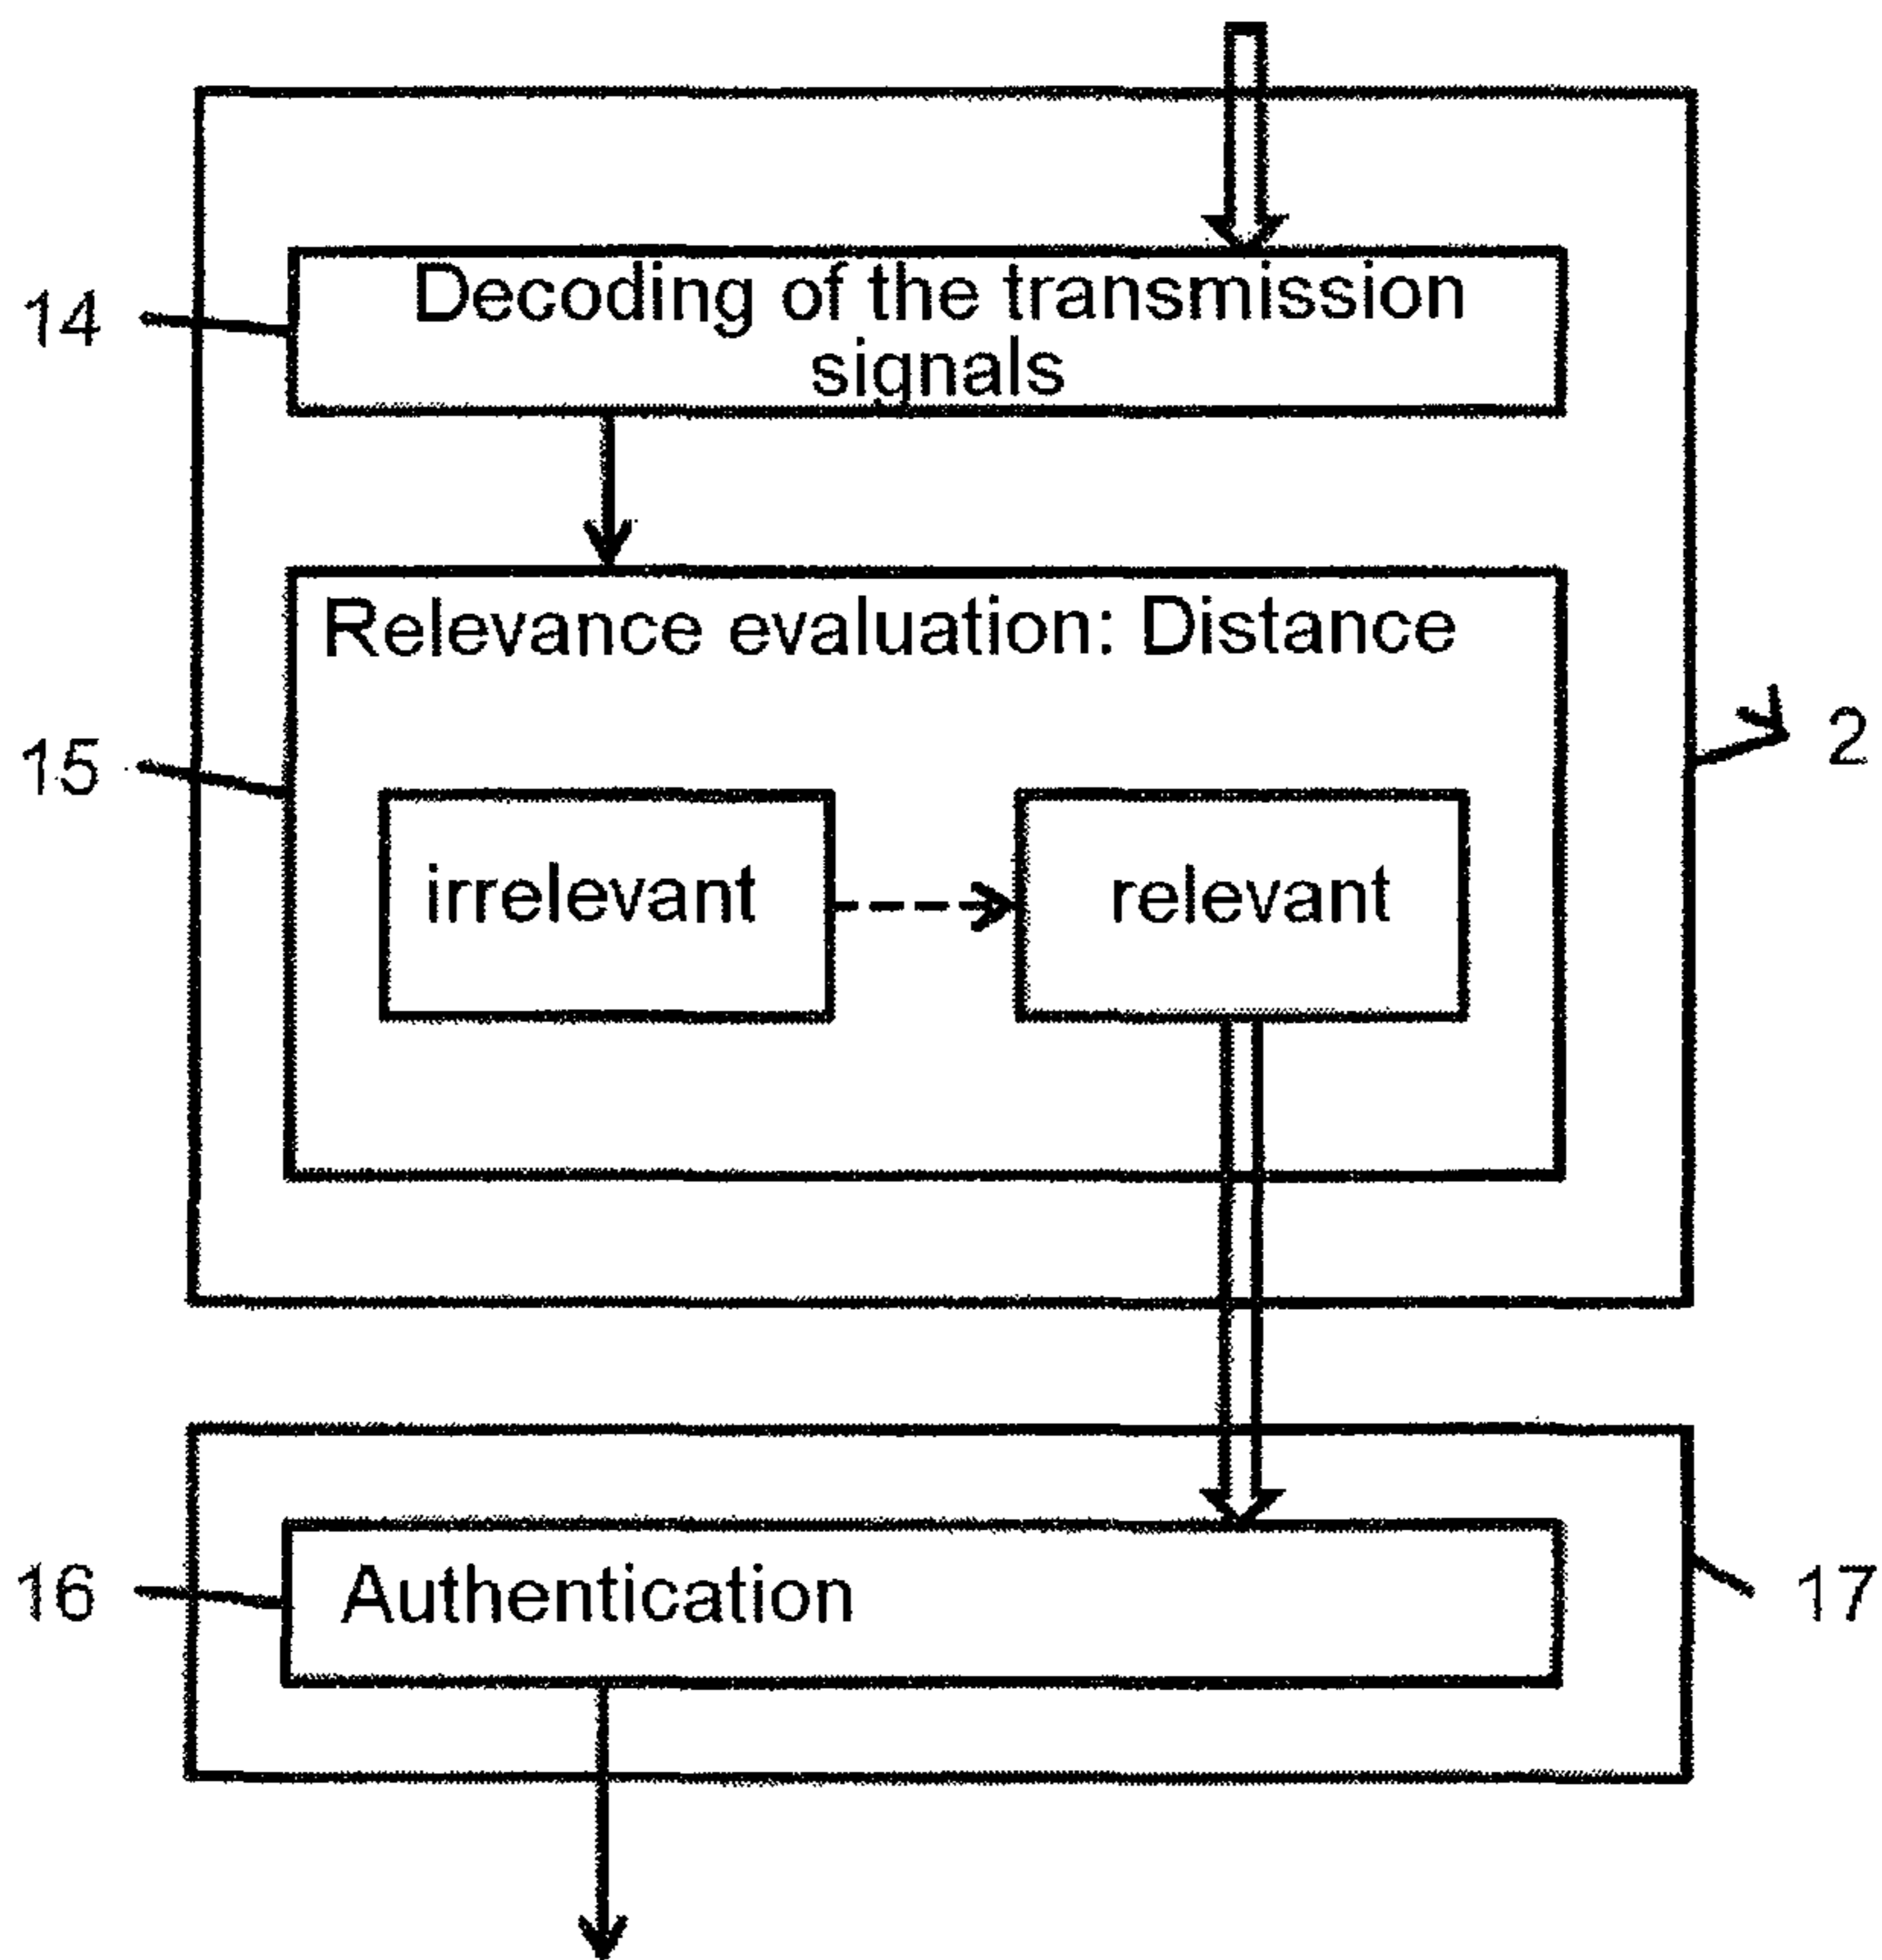 Decoding of the transmission
signals
14
Relevance evaluation: Distance
2
15
irrelevant
relevant
Authentication
16
17